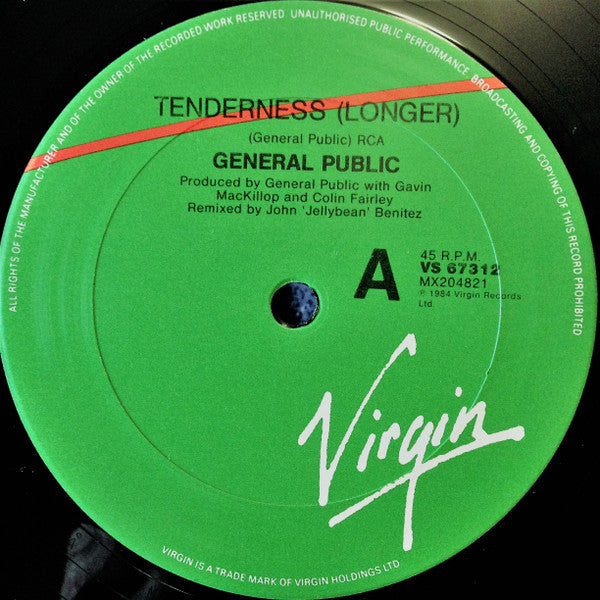 ALL RIGHTS OF THE MANUFACTURER AND OF THE OWNER OF THE RECORDED WORK RESERVED UNAUTHORISED PUBLIC PERFORMANCE, BROADCASTING AND COPYING OF THIS RECORD PROHIBITED
TENDERNESS (LONGER)
(General Public) RCA
GENERAL PUBLIC
Produced by General Public with Gavin
MacKillop and Colin Fairley
Remixed by John 'Jellybean' Benitez
A
45 R.P.M.
VS 67312
MX204821
℗ 1984 Virgin Records
Ltd.
Virgin
VIRGIN IS A TRADE MARK OF VIRGIN HOLDINGS LTD